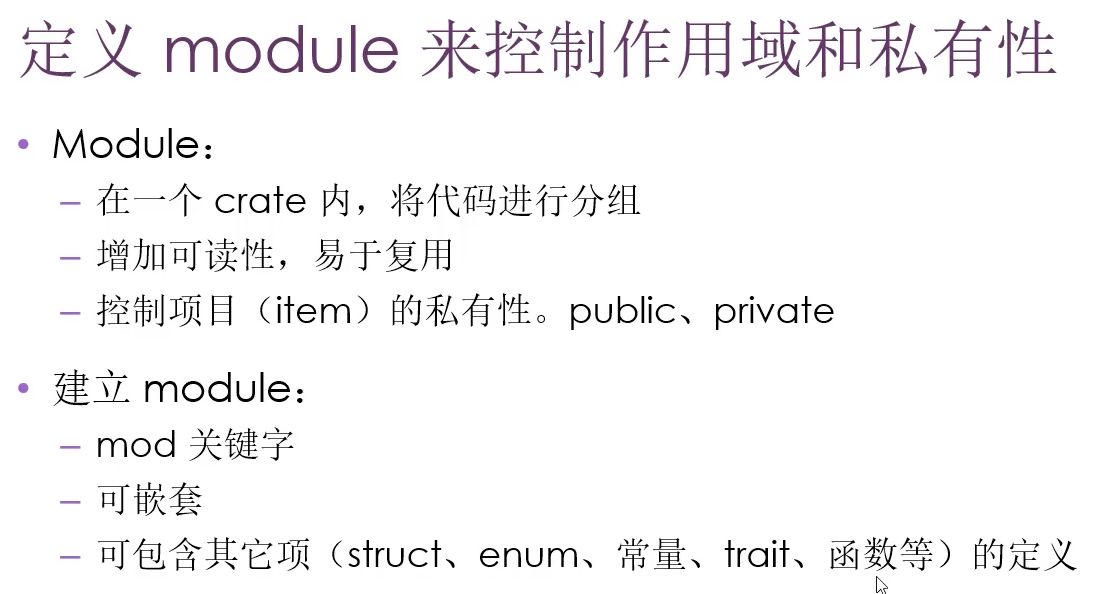 定义 module 来控制作用域和私有性
• Module：
– 在一个 crate 内，将代码进行分组
– 增加可读性，易于复用
– 控制项目（item）的私有性。public、private
• 建立 module：
– mod 关键字
– 可嵌套
– 可包含其它项（struct、enum、常量、trait、函数等）的定义